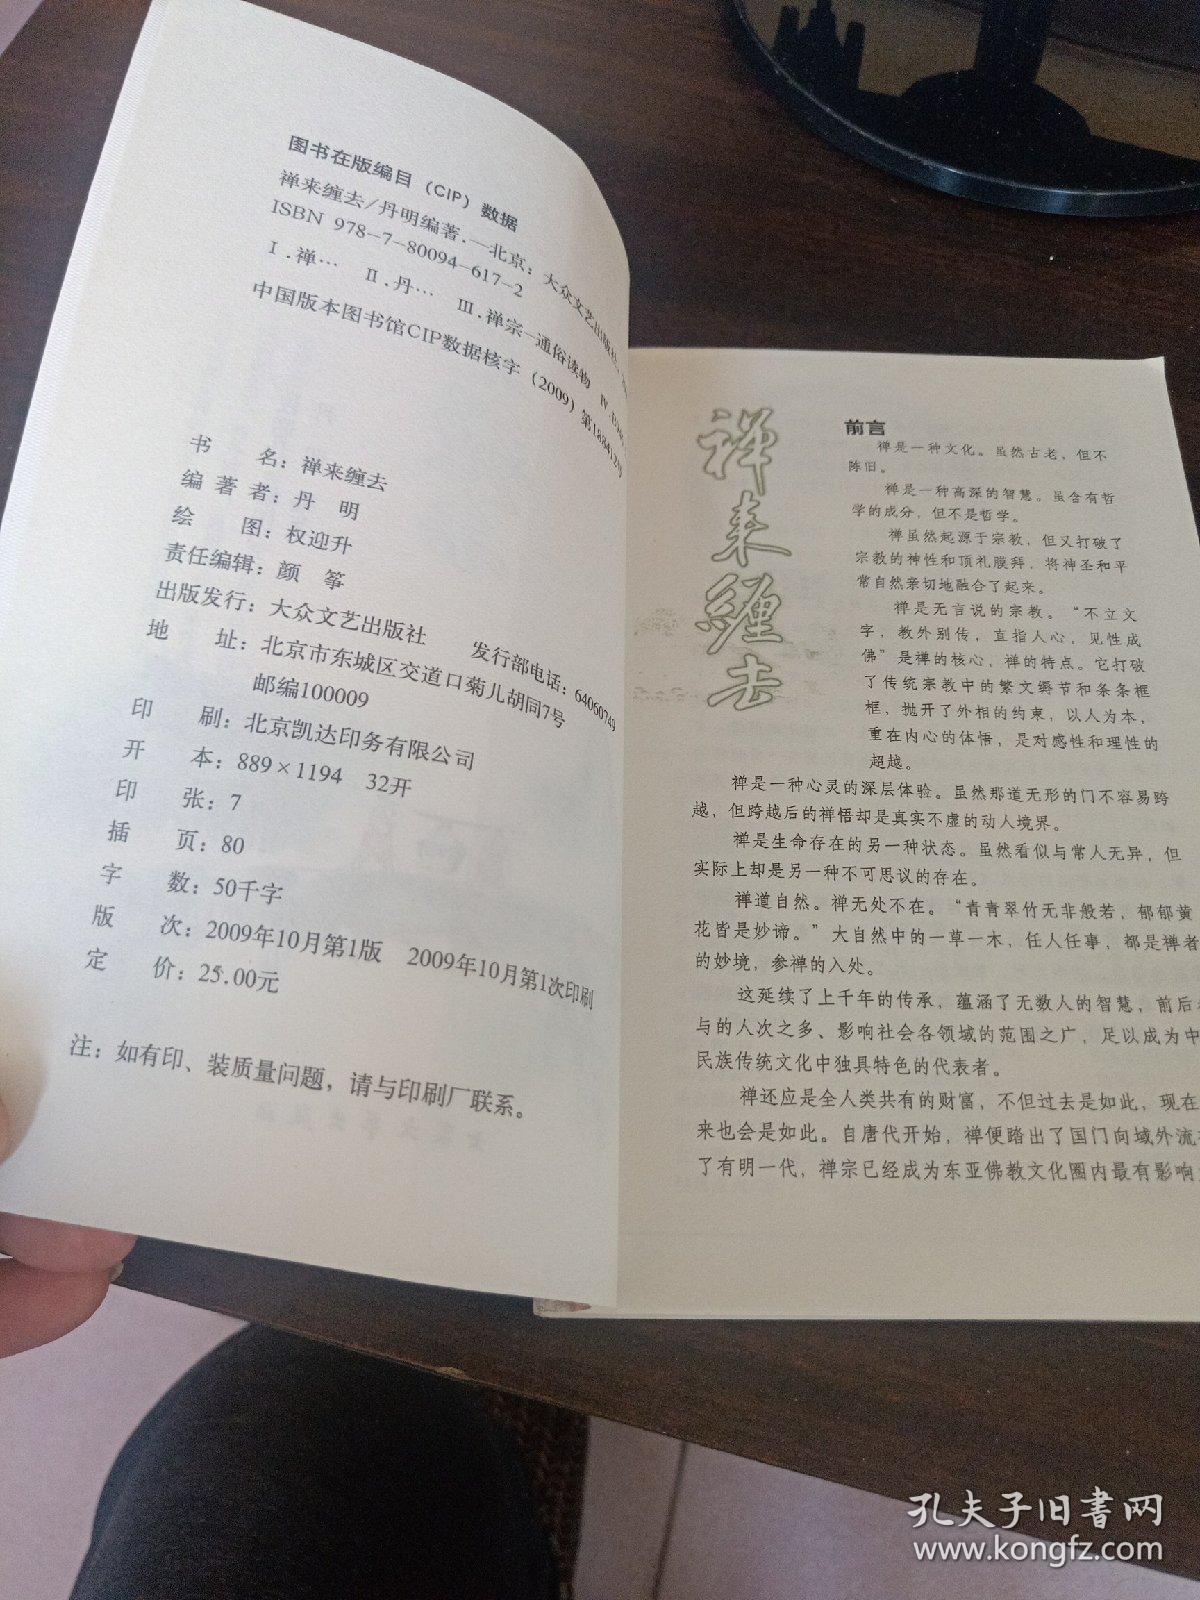 图书在版编目（CIP）数据
禅来缠去/丹明编著.—北京：大众文艺出版社
ISBN 978-7-80094-617-2
Ⅰ.禅… Ⅱ.丹… Ⅲ.禅宗—通俗读物 Ⅳ.
中国版本图书馆CIP数据核字（2009）第
书 名：禅来缠去
编著者：丹 明
绘 图：权迎升
责任编辑：颜 筝
出版发行：大众文艺出版社 发行部电话：64060749
地 址：北京市东城区交道口菊儿胡同7号
邮编100009
印 刷：北京凯达印务有限公司
开 本：889×1194 32开
印 张：7
插 页：80
字 数：50千字
版 次：2009年10月第1版 2009年10月第1次印刷
定 价：25.00元
注：如有印、装质量问题，请与印刷厂联系。
禅来缠去
前言
禅是一种文化。虽然古老，但不
陈旧。
禅是一种高深的智慧。虽含有哲
学的成分，但不是哲学。
禅虽然起源于宗教，但又打破了
宗教的神性和顶礼膜拜，将神圣和平
常自然亲切地融合了起来。
禅是无言说的宗教。“不立文
字，教外别传，直指人心，见性成
佛”是禅的核心，禅的特点。它打破
了传统宗教中的繁文缛节和条条框
框，抛开了外相的约束，以人为本，
重在内心的体悟，是对感性和理性的
超越。
禅是一种心灵的深层体验。虽然那道无形的门不容易跨
越，但跨越后的禅悟却是真实不虚的动人境界。
禅是生命存在的另一种状态。虽然看似与常人无异，但
实际上却是另一种不可思议的存在。
禅道自然。禅无处不在。“青青翠竹无非般若，郁郁黄
花皆是妙谛。”大自然中的一草一木，任人任事，都是禅者
的妙境，参禅的入处。
这延续了上千年的传承，蕴涵了无数人的智慧，前后
与的人次之多、影响社会各领域的范围之广，足以成为中
民族传统文化中独具特色的代表者。
禅还应是全人类共有的财富，不但过去是如此，现在
来也会是如此。自唐代开始，禅便踏出了国门向域外流
了有明一代，禅宗已经成为东亚佛教文化圈内最有影响
孔夫子旧书网
www.kongfz.com